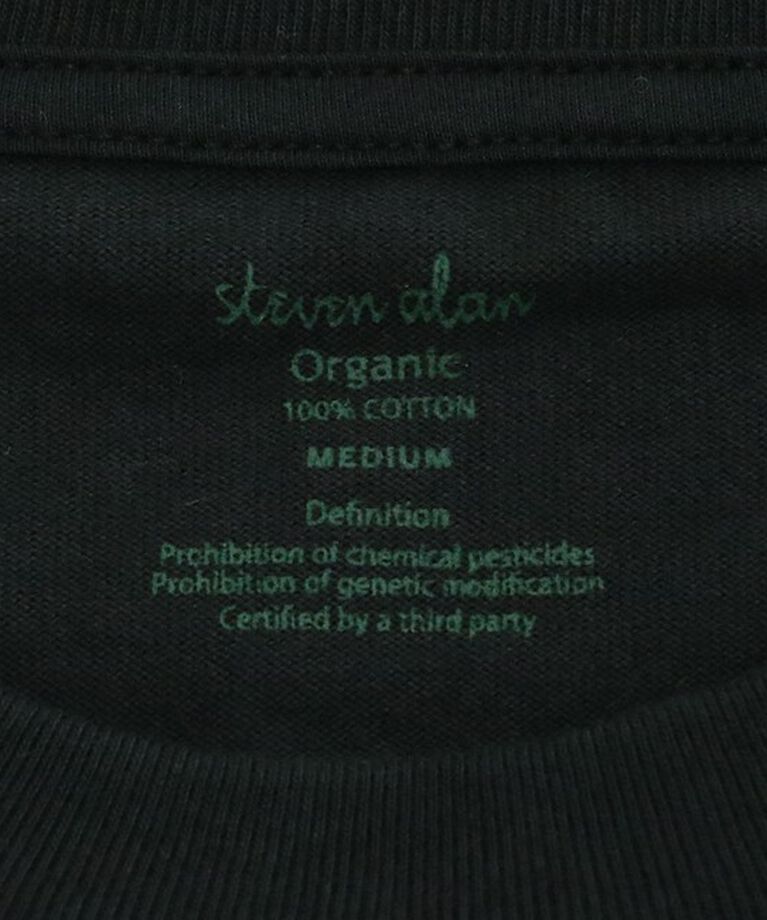 steven alan
Organic
100% COTTON
MEDIUM
Definition
Prohibition of chemical pesticides
Prohibition of genetic modification
Certified by a third party